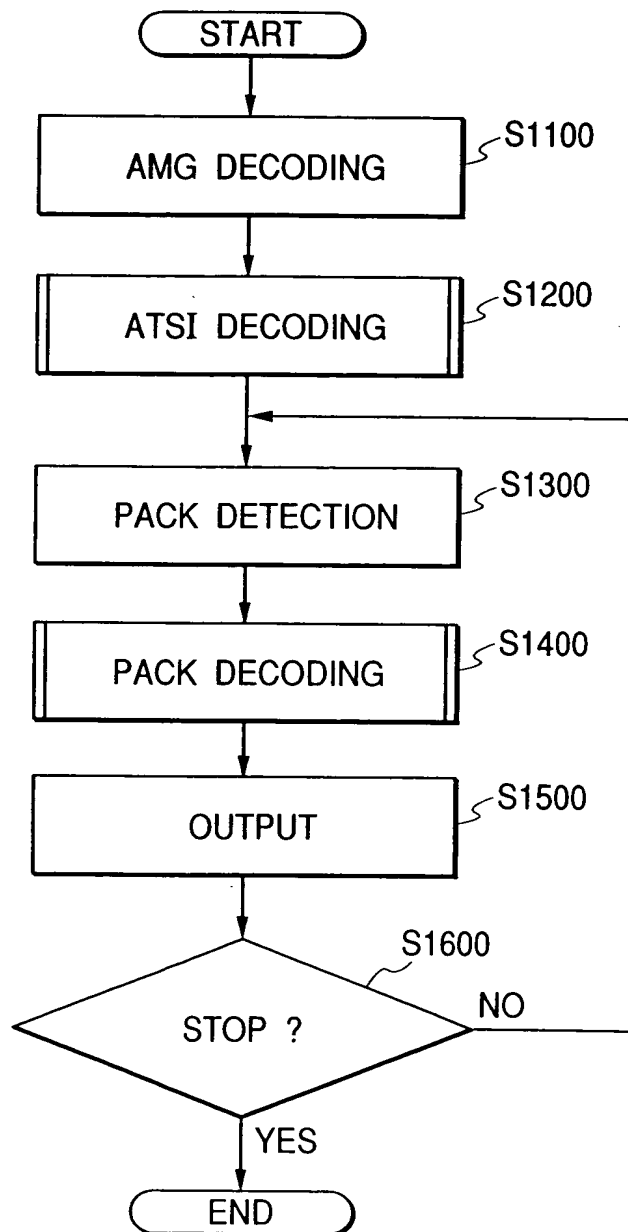 START
S1100
AMG DECODING
S1200
ATSI DECODING
S1300
PACK DETECTION
S1400
PACK DECODING
S1500
OUTPUT
S1600
STOP ?
NO
YES
END